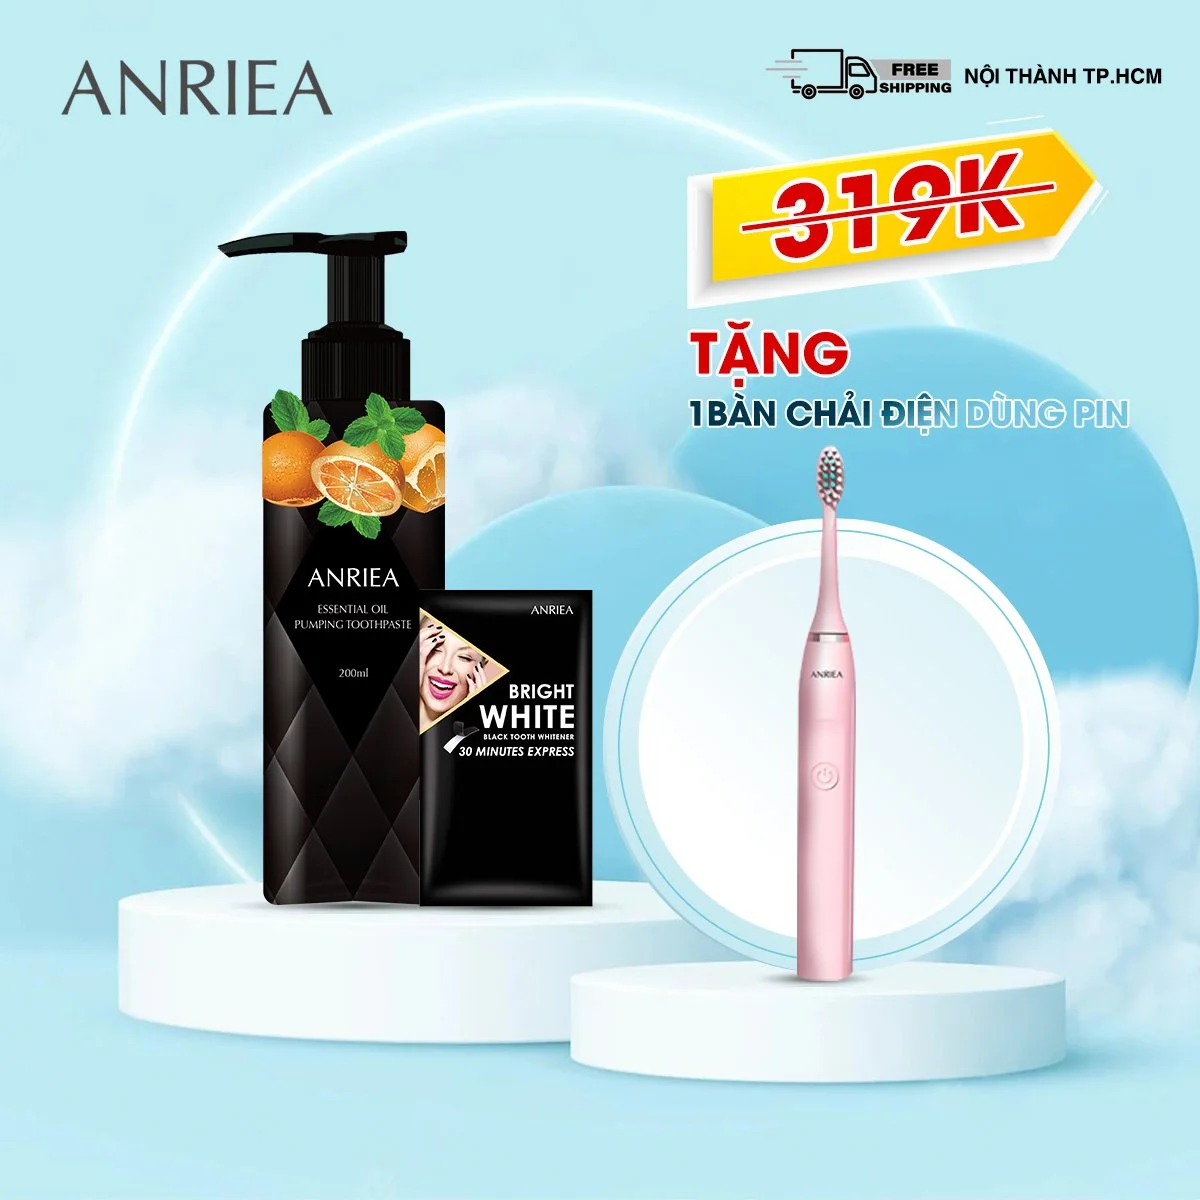 ANRIEA
FREE
SHIPPING
NỘI THÀNH TP.HCM
319K
TẶNG
1BÀN CHẢI ĐIỆN DÙNG PIN
ANRIEA
ESSENTIAL OIL
PUMPING TOOTHPASTE
200ml
ANRIEA
BRIGHT
WHITE
BLACK TOOTH WHITENER
30 MINUTES EXPRESS
ANRIEA